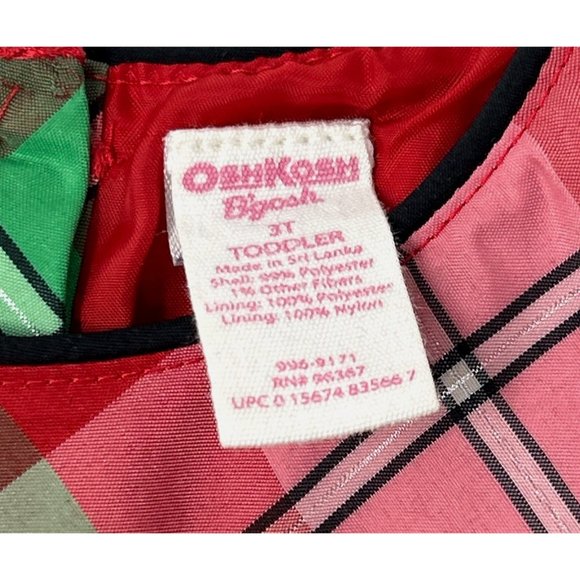 OSHKOSH
B'gosh
3T
TODDLER
Made in Sri Lanka
Shell: 99% Polyester
1% Other Fibers
Lining: 100% Polyester
Lining: 100% Nylon
996-9171
RN# 96367
UPC 0 15674 83566 7